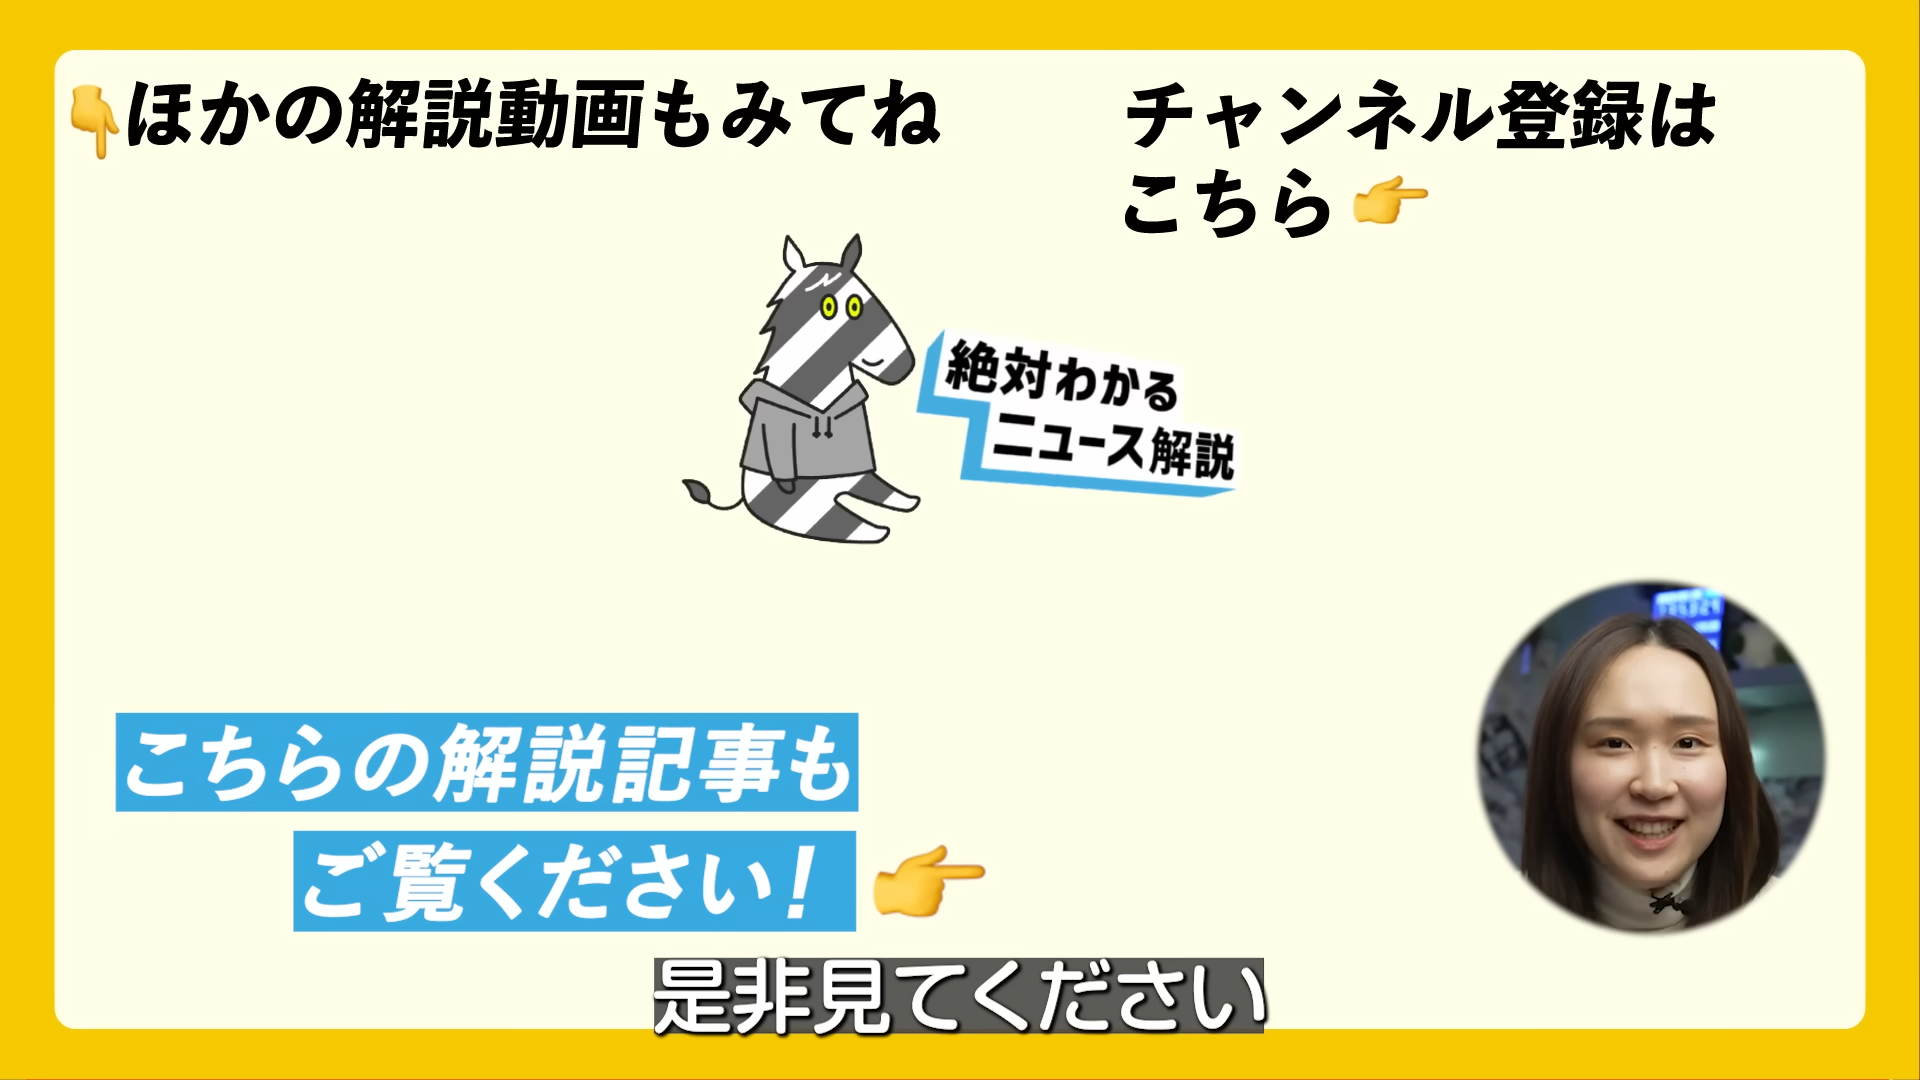 👇ほかの解説動画もみてね
チャンネル登録は
こちら👉
絶対わかる
ニュース解説
こちらの解説記事も
ご覧ください！👉
是非見てください